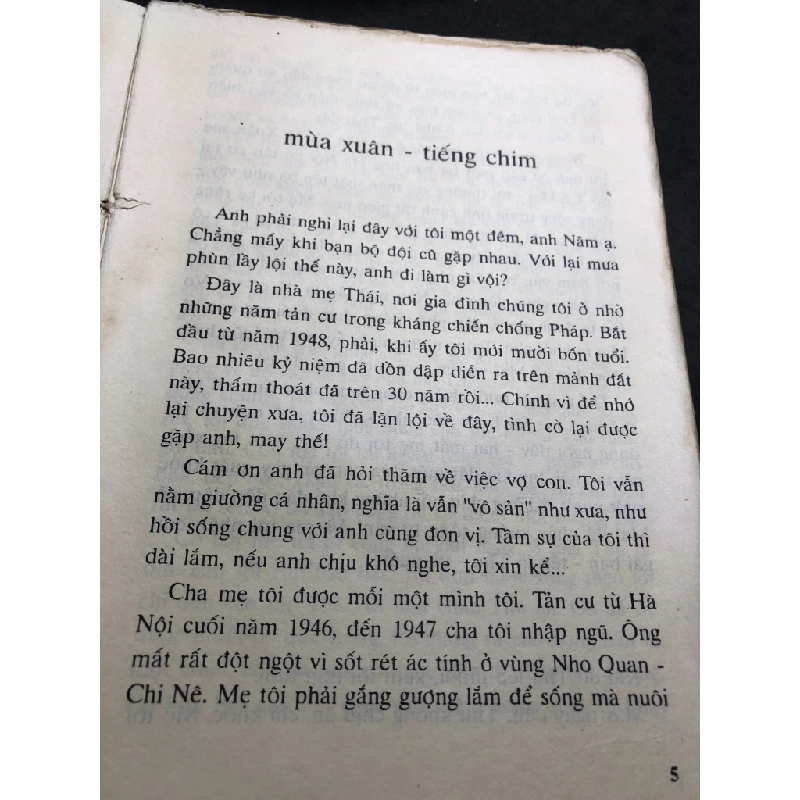 mùa xuân - tiếng chim
Anh phải nghỉ lại đây với tôi một đêm, anh Năm ạ.
Chẳng mấy khi bạn bộ đội cũ gặp nhau. Với lại mưa
phùn lầy lội thế này, anh đi làm gì vội?
Đây là nhà mẹ Thái, nơi gia đình chúng tôi ở nhờ
những năm tản cư trong kháng chiến chống Pháp. Bắt
đầu từ năm 1948, phải, khi ấy tôi mới mười bốn tuổi.
Bao nhiêu kỷ niệm đã dồn dập diễn ra trên mảnh đất
này, thấm thoát đã trên 30 năm rồi... Chính vì để nhớ
lại chuyện xưa, tôi đã lặn lội về đây, tình cờ lại được
gặp anh, may thế!
Cám ơn anh đã hỏi thăm về việc vợ con. Tôi vẫn
nằm giường cá nhân, nghĩa là vẫn "vô sản" như xưa, như
hồi sống chung với anh cùng đơn vị. Tâm sự của tôi thì
dài lắm, nếu anh chịu khó nghe, tôi xin kể...
Cha mẹ tôi được mỗi một mình tôi. Tản cư từ Hà
Nội cuối năm 1946, đến 1947 cha tôi nhập ngũ. Ông
mất rất đột ngột vì sốt rét ác tính ở vùng Nho Quan -
Chi Nê. Mẹ tôi phải gắng gượng lắm để sống mà nuôi
5